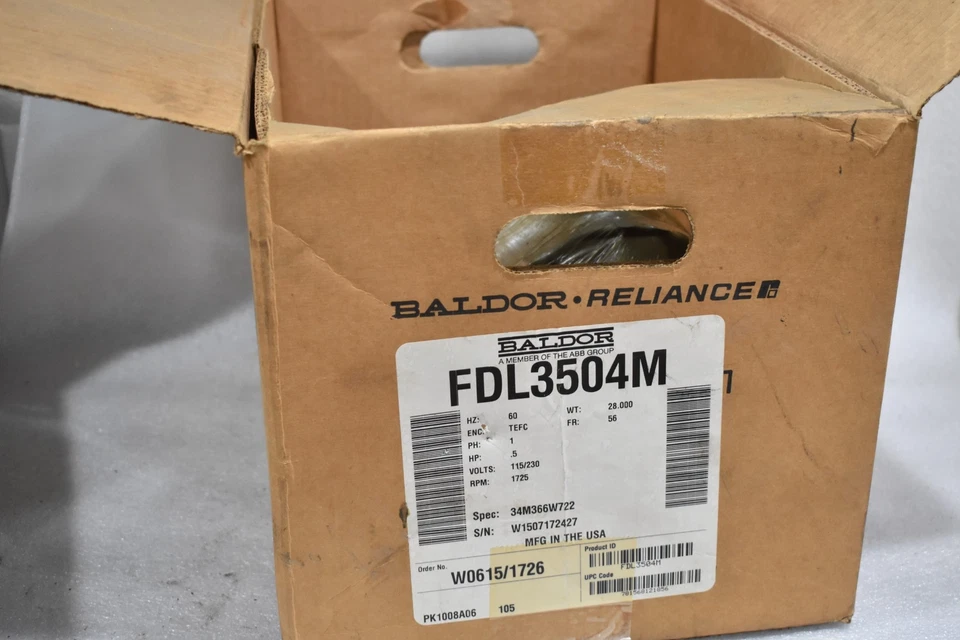 BALDOR • RELIANCE
BALDOR
A MEMBER OF THE ABB GROUP
FDL3504M
HZ: 60 WT: 28.000
ENC: TEFC FR: 56
PH: 1
HP: .5
VOLTS: 115/230
RPM: 1725
Spec: 34M366W722
S/N: W1507172427
MFG IN THE USA
Order No. W0615/1726
Product ID
FDL3504M
UPC Code
781568121856
PK1008A06 105